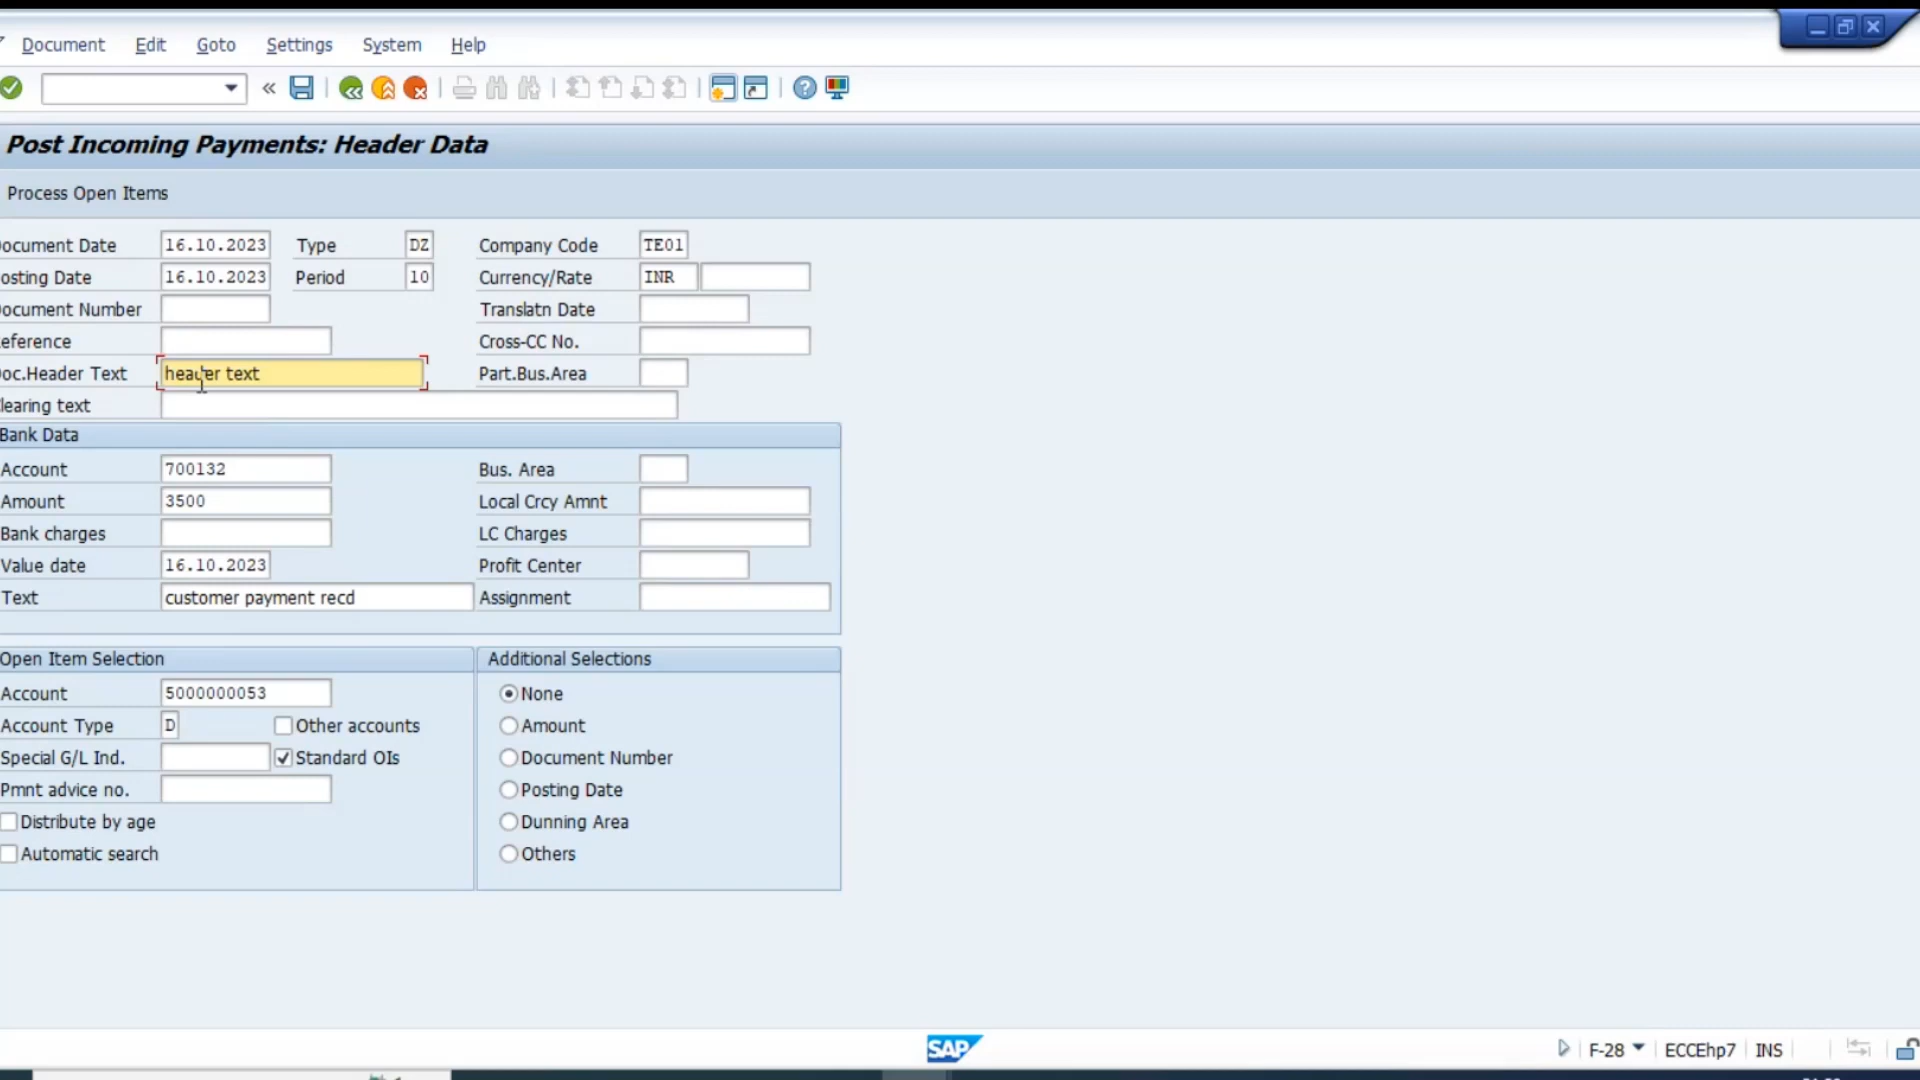 Document Edit Goto Settings System Help
Post Incoming Payments: Header Data
Process Open Items
ocument Date 16.10.2023 Type DZ Company Code TE01
osting Date 16.10.2023 Period 10 Currency/Rate INR
ocument Number Translatn Date
eference Cross-CC No.
oc.Header Text header text Part.Bus.Area
learing text
Bank Data
Account 700132 Bus. Area
Amount 3500 Local Crcy Amnt
Bank charges LC Charges
Value date 16.10.2023 Profit Center
Text customer payment recd Assignment
Open Item Selection Additional Selections
Account 5000000053 None
Account Type D Other accounts Amount
Special G/L Ind. Standard OIs Document Number
Pmnt advice no. Posting Date
Distribute by age Dunning Area
Automatic search Others
SAP F-28 ECCEhp7 INS